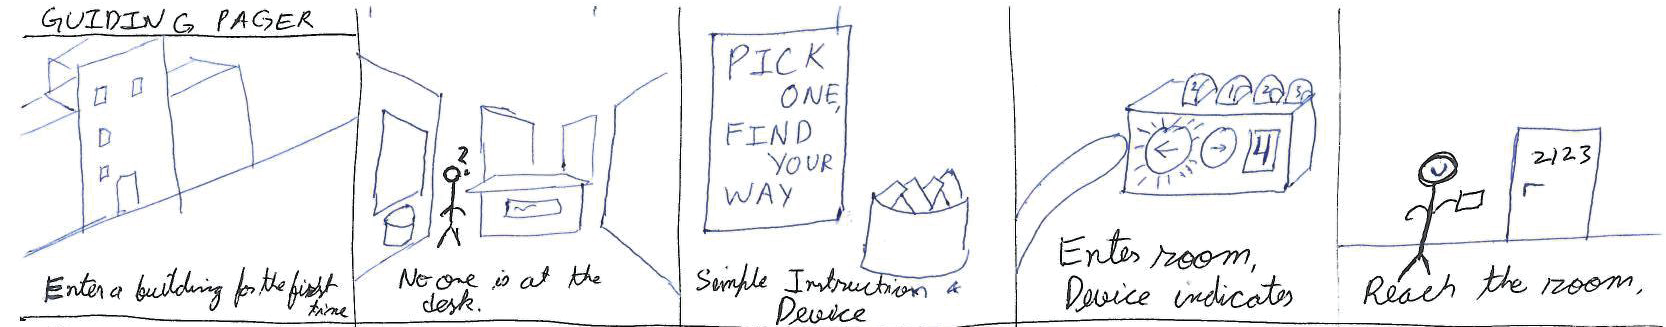 GUIDING PAGER
Enter a building for the first
time
?
No one is at the
desk.
PICK
ONE,
FIND
YOUR
WAY
Simple Instruction &
Device
2 1 2 3
← → 4
Enter room,
Device indicates
2123
Reach the room.